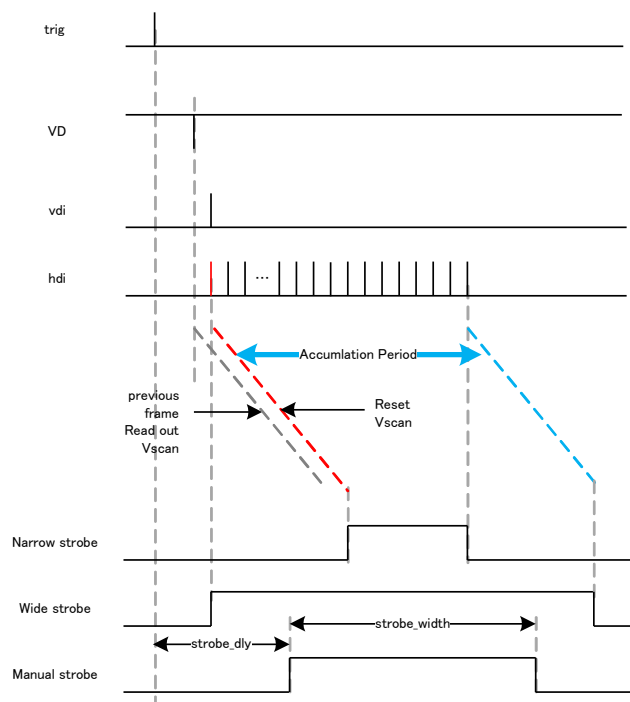 trig
VD
vdi
hdi
...
Accumlation Period
previous
frame
Read out
Vscan
Reset
Vscan
Narrow strobe
Wide strobe
strobe_dly
strobe_width
Manual strobe